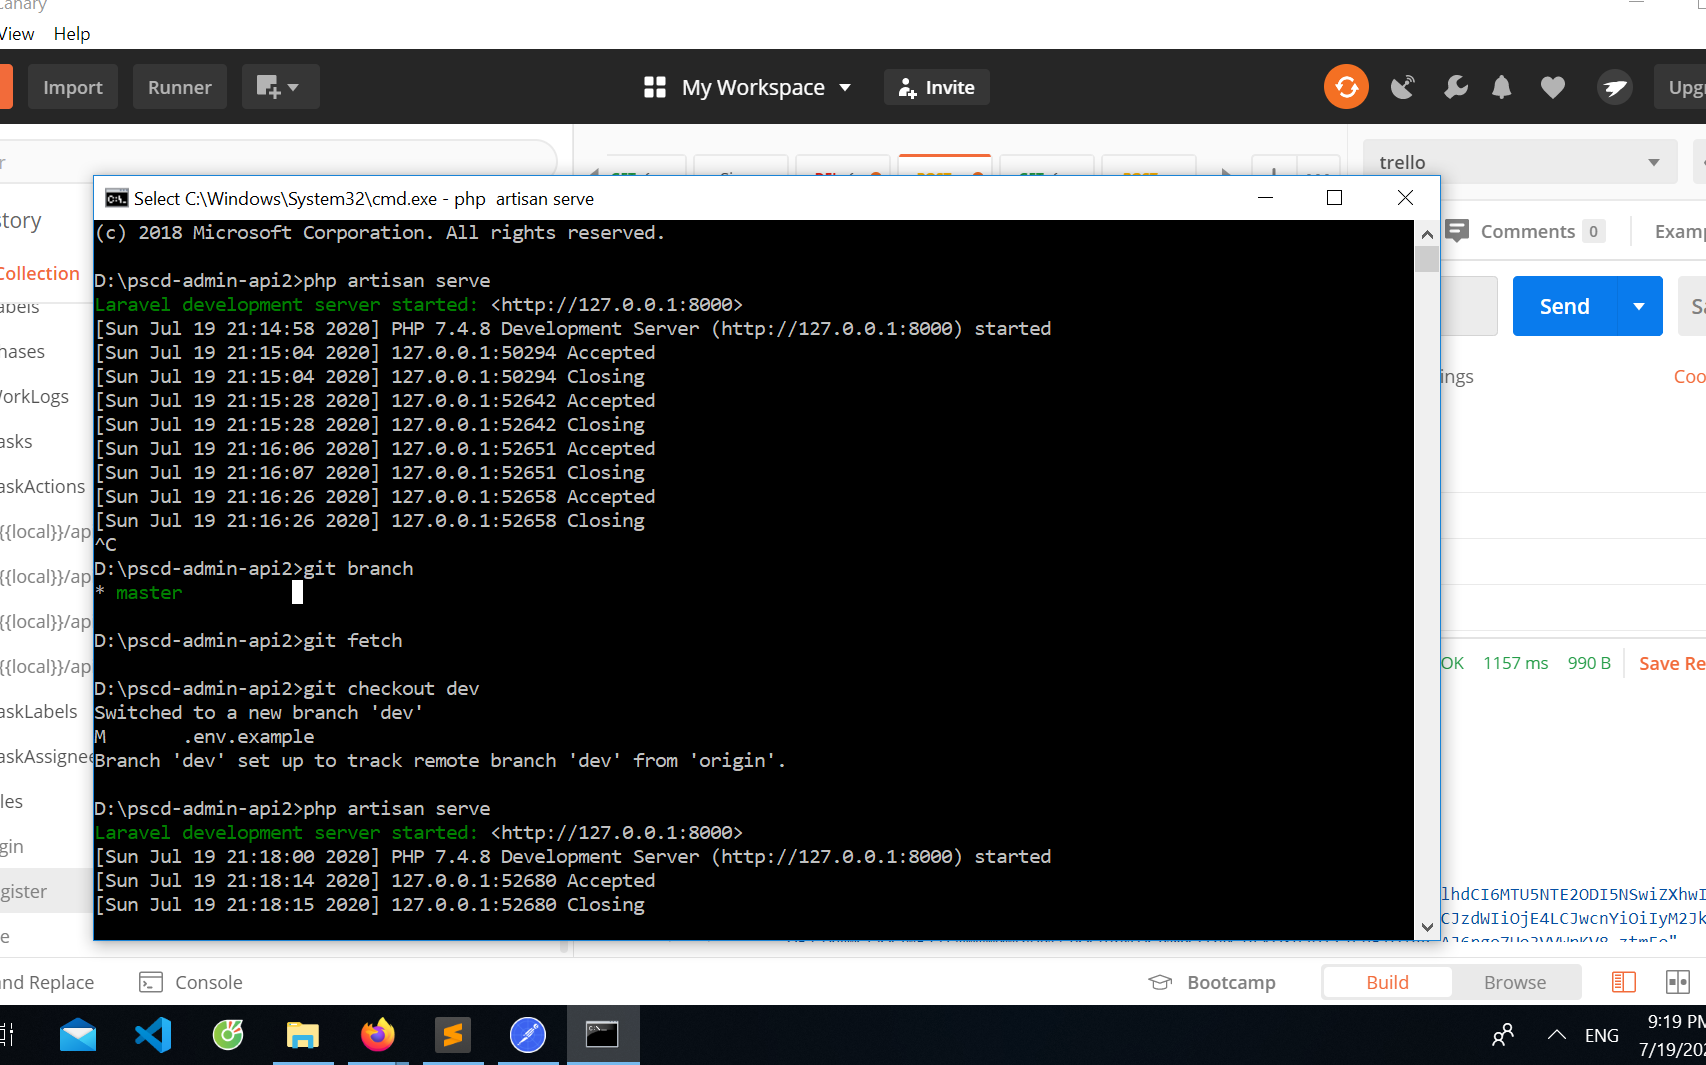 Canary
View Help
Import Runner My Workspace Invite
trello
Select C:\Windows\System32\cmd.exe - php  artisan serve
(c) 2018 Microsoft Corporation. All rights reserved.
D:\pscd-admin-api2>php artisan serve
Laravel development server started: <http://127.0.0.1:8000>
[Sun Jul 19 21:14:58 2020] PHP 7.4.8 Development Server (http://127.0.0.1:8000) started
[Sun Jul 19 21:15:04 2020] 127.0.0.1:50294 Accepted
[Sun Jul 19 21:15:04 2020] 127.0.0.1:50294 Closing
[Sun Jul 19 21:15:28 2020] 127.0.0.1:52642 Accepted
[Sun Jul 19 21:15:28 2020] 127.0.0.1:52642 Closing
[Sun Jul 19 21:16:06 2020] 127.0.0.1:52651 Accepted
[Sun Jul 19 21:16:07 2020] 127.0.0.1:52651 Closing
[Sun Jul 19 21:16:26 2020] 127.0.0.1:52658 Accepted
[Sun Jul 19 21:16:26 2020] 127.0.0.1:52658 Closing
^C
D:\pscd-admin-api2>git branch
* master
D:\pscd-admin-api2>git fetch
D:\pscd-admin-api2>git checkout dev
Switched to a new branch 'dev'
M       .env.example
Branch 'dev' set up to track remote branch 'dev' from 'origin'.
D:\pscd-admin-api2>php artisan serve
Laravel development server started: <http://127.0.0.1:8000>
[Sun Jul 19 21:18:00 2020] PHP 7.4.8 Development Server (http://127.0.0.1:8000) started
[Sun Jul 19 21:18:14 2020] 127.0.0.1:52680 Accepted
[Sun Jul 19 21:18:15 2020] 127.0.0.1:52680 Closing
tory
Collection
abels
hases
WorkLogs
asks
askActions
{{local}}/ap
{{local}}/ap
{{local}}/ap
{{local}}/ap
askLabels
askAssignee
les
gin
gister
e
Comments 0 Examp
Send Sa
ings Coo
OK 1157 ms 990 B Save Re
lhdCI6MTU5NTE2ODI5NSwiZXhwI
CJzdWIiOjE4LCJwcnYiOiIyM2Jk
nd Replace Console Bootcamp Build Browse
ENG
9:19 PM
7/19/202